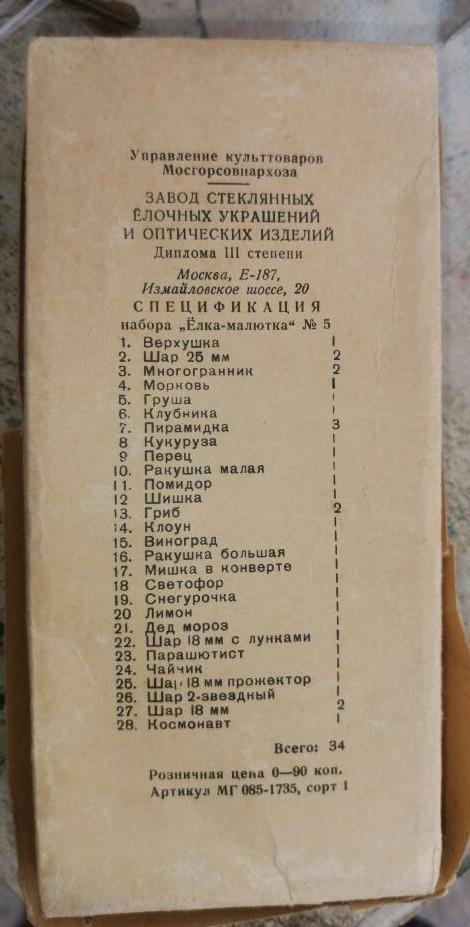 Управление культтоваров
Мосгорсовнархоза
ЗАВОД СТЕКЛЯННЫХ
ЁЛОЧНЫХ УКРАШЕНИЙ
И ОПТИЧЕСКИХ ИЗДЕЛИЙ
Диплома III степени
Москва, Е-187,
Измайловское шоссе, 20
СПЕЦИФИКАЦИЯ
набора „Ёлка-малютка“ № 5
1. Верхушка 1
2. Шар 25 мм 2
3. Многогранник 2
4. Морковь 1
5. Груша 1
6. Клубника 1
7. Пирамидка 3
8 Кукуруза 1
9 Перец 1
10. Ракушка малая 1
11. Помидор 1
12 Шишка 1
13. Гриб 2
14. Клоун 1
15. Виноград 1
16. Ракушка большая 1
17. Мишка в конверте 1
18 Светофор 1
19. Снегурочка 1
20 Лимон 1
21. Дед мороз 1
22. Шар 18 мм с лунками 1
23. Парашютист 1
24. Чайчик 1
25. Шар 18 мм прожектор 1
26. Шар 2-звездный 1
27. Шар 18 мм 2
28. Космонавт 1
Всего: 34
Розничная цена 0—90 коп.
Артикул МГ 085-1735, сорт 1